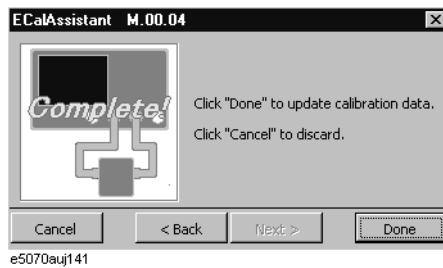 ECalAssistant M.00.04
Complete!
Click "Done" to update calibration data.
Click "Cancel" to discard.
Cancel
< Back
Next >
Done
e5070auj141